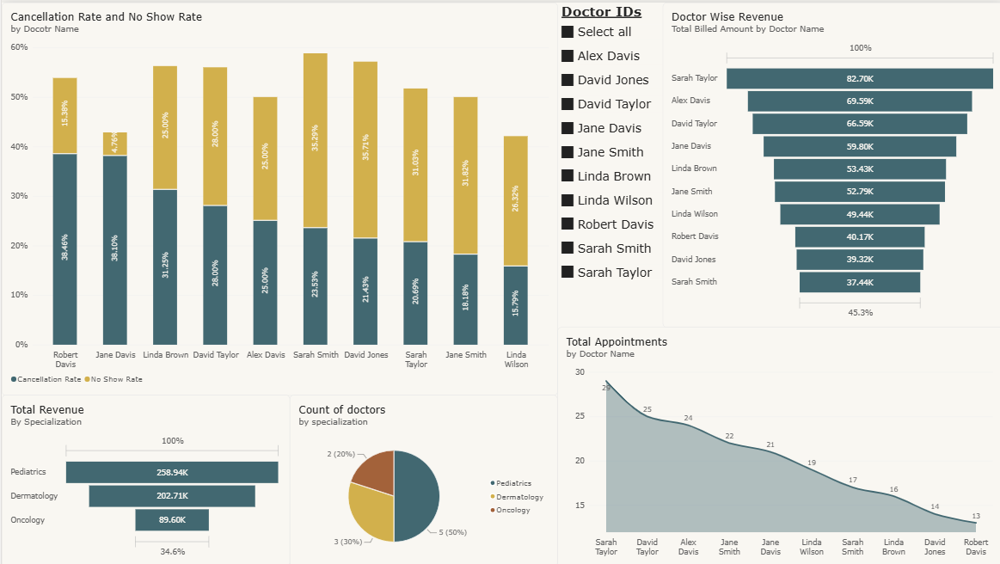 Cancellation Rate and No Show Rate
by Docotr Name
60%
50%
40%
30%
20%
10%
0%
15.38%
4.76%
25.00%
28.00%
25.00%
35.29%
35.71%
31.03%
31.82%
26.32%
38.46%
38.10%
31.25%
28.00%
25.00%
23.53%
21.43%
20.69%
18.18%
15.79%
Robert
Davis
Jane Davis
Linda Brown
David Taylor
Alex Davis
Sarah Smith
David Jones
Sarah
Taylor
Jane Smith
Linda
Wilson
Cancellation Rate No Show Rate
Doctor IDs
Select all
Alex Davis
David Jones
David Taylor
Jane Davis
Jane Smith
Linda Brown
Linda Wilson
Robert Davis
Sarah Smith
Sarah Taylor
Doctor Wise Revenue
Total Billed Amount by Doctor Name
100%
Sarah Taylor 82.70K
Alex Davis 69.59K
David Taylor 66.59K
Jane Davis 59.80K
Linda Brown 53.43K
Jane Smith 52.79K
Linda Wilson 49.44K
Robert Davis 40.17K
David Jones 39.32K
Sarah Smith 37.44K
45.3%
Total Revenue
By Specialization
100%
Pediatrics 258.94K
Dermatology 202.71K
Oncology 89.60K
34.6%
Count of doctors
by specialization
2 (20%)
3 (30%)
5 (50%)
Pediatrics
Dermatology
Oncology
Total Appointments
by Doctor Name
30
25
20
15
29
25
24
22
21
19
17
16
14
13
Sarah
Taylor
David
Taylor
Alex
Davis
Jane
Smith
Jane
Davis
Linda
Wilson
Sarah
Smith
Linda
Brown
David
Jones
Robert
Davis